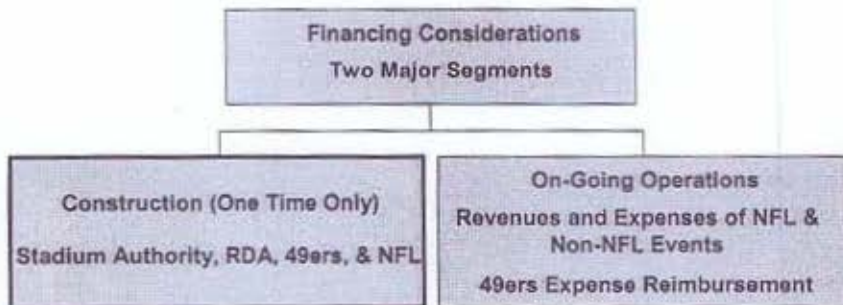 Financing Considerations
Two Major Segments
Construction (One Time Only)
Stadium Authority, RDA, 49ers, & NFL
On-Going Operations
Revenues and Expenses of NFL &
Non-NFL Events
49ers Expense Reimbursement